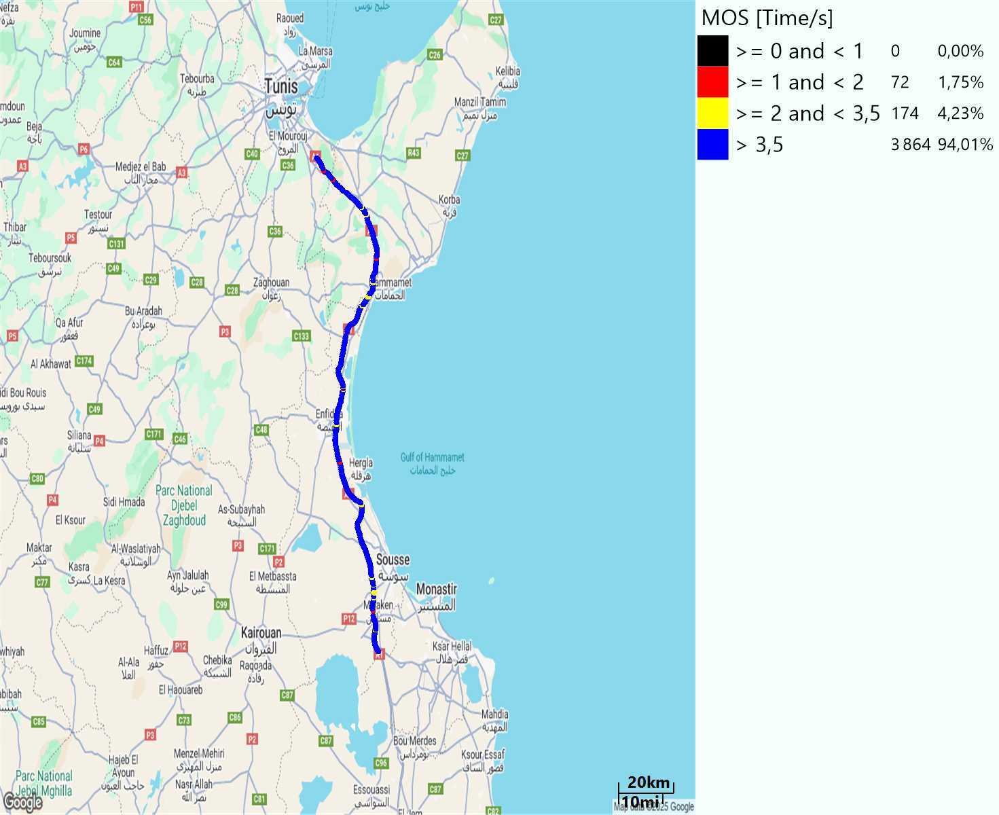 خليج تونس
P11
C56
C27
Raoued
رواد
Joumine
جومين
La Marsa
المرسى
C64
C26
Tebourba
طبربة
Kelibia
قليبية
Tunis
تونس
Manzil Tamim
منزل تميم
Beja
باجة
El Mourouj
المروج
P6
C40
R43
C27
A3
C36
Medjez el Bab
مجاز الباب
A3
Korba
قربة
Testour
تستور
Thibar
تيبار
C36
P5
C131
Teboursouk
تبرسق
C49
C29
C28
Zaghouan
زغوان
C28
ammamet
الحمامات
Bu Aradah
بوعرادة
Qa Afur
قعفور
P3
P5
C133
Al Akhawat
C174
idi Bou Rouis
سيدي بورويس
C49
Enfid
C171
C46
C48
Siliana
سليانة
P4
Gulf of Hammamet
خليج الحمامات
Hergla
هرقلة
C80
Parc National
Djebel
Zaghdoud
P4
Sidi Hmada
As-Subayhah
السبيحة
El Ksour
P3
C171
Maktar
مكثر
Al-Waslatiyah
الوسلاتية
P2
Sousse
سوسة
Kasra
كسرى
La Kesra
Ayn Jalulah
عين جلولة
El Metbassta
المتبسطة
C77
Monastir
المنستير
C99
P12
Kairouan
القيروان
P12
Haffuz
حفوز
Ksar Hellal
قصر هلال
A1
Al-Ala
العلا
Chebika
الشبيكة
Raqqada
رقادة
El Haouareb
C87
C85
C73
C86
Mahdia
المهدية
P3
P2
C87
Bou Merdes
بومرداس
Menzel Mehiri
منزل المهيري
Hajeb El
Ayoun
حاجب العيون
C96
Ksour Essaf
قصور الساف
Parc National
Jebel Mghilla
Nasr Allah
نصر الله
C81
Essouassi
السواسي
C87
C82
Google
20km
10mi
Map data ©2025 Google
MOS [Time/s]
>= 0 and < 1 0 0,00%
>= 1 and < 2 72 1,75%
>= 2 and < 3,5 174 4,23%
> 3,5 3 864 94,01%